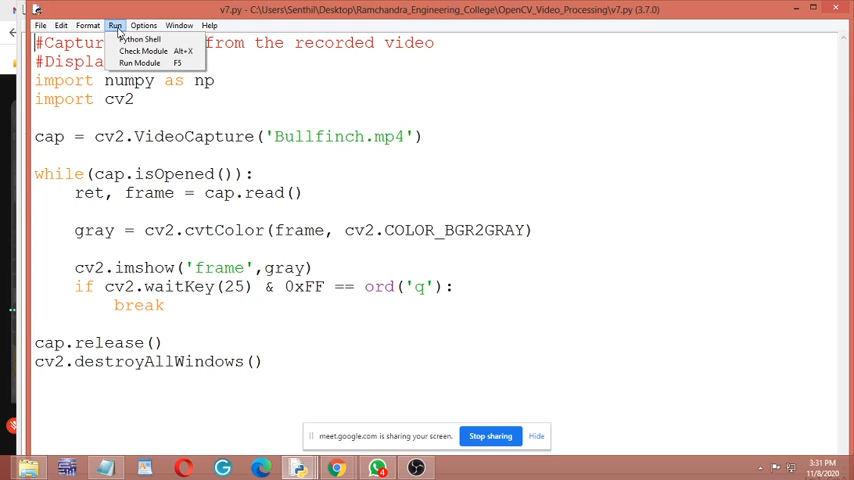 v7.py - C:\Users\Senthil\Desktop\Ramchandra_Engineering_College\OpenCV_Video_Processing\v7.py (3.7.0)
File Edit Format Run Options Window Help
Python Shell
Check Module Alt+X
Run Module F5
#Captur from the recorded video
#Displa
import numpy as np
import cv2
cap = cv2.VideoCapture('Bullfinch.mp4')
while(cap.isOpened()):
ret, frame = cap.read()
gray = cv2.cvtColor(frame, cv2.COLOR_BGR2GRAY)
cv2.imshow('frame',gray)
if cv2.waitKey(25) & 0xFF == ord('q'):
break
cap.release()
cv2.destroyAllWindows()
meet.google.com is sharing your screen. Stop sharing Hide
4
3:31 PM
11/8/2020